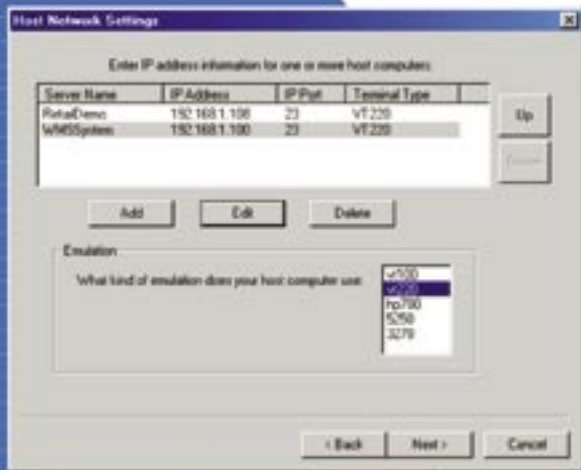 Host Network Settings
Enter IP address information for one or more host computers:
Server Name IP Address IP Port Terminal Type
RetailDemo 192.168.1.108 23 VT220
WMSSystem 192.168.1.100 23 VT220
Up
Add Edit Delete
Emulation
What kind of emulation does your host computer use:
vt100
vt220
hp700
5250
3270
< Back Next > Cancel